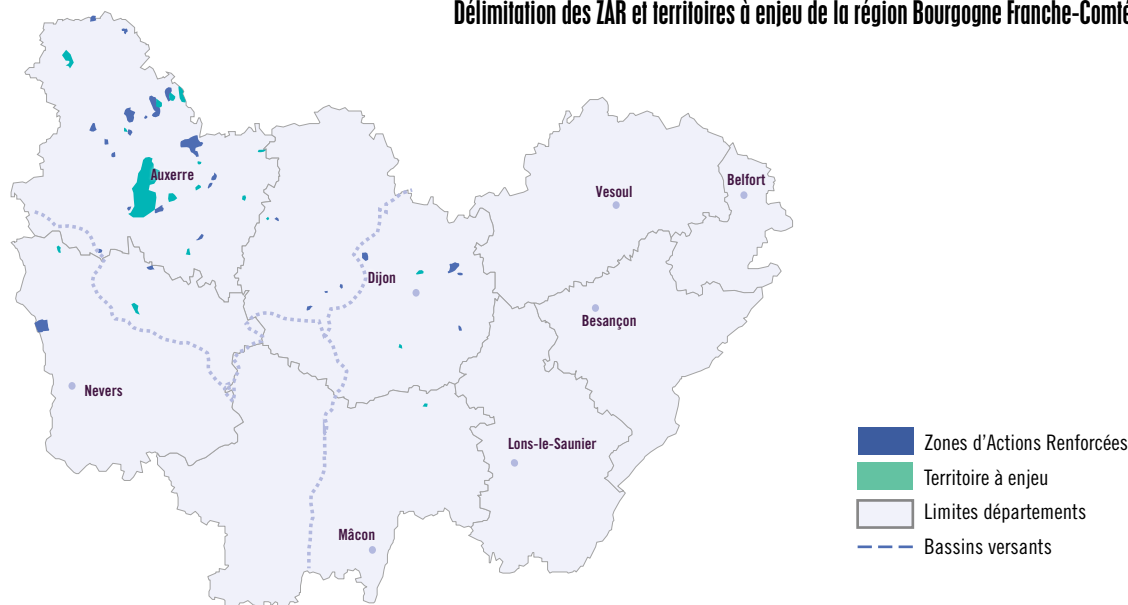 Délimitation des ZAR et territoires à enjeu de la région Bourgogne Franche-Comté
Auxerre
Vesoul
Belfort
Dijon
Besançon
Nevers
Lons-le-Saunier
Mâcon
Zones d'Actions Renforcées
Territoire à enjeu
Limites départements
Bassins versants